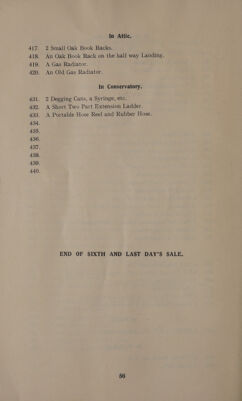 In Attic.
417 2 Small Oak Book Racks.
418. An Oak Book Rack on the half way Landing.
419. A Gas Radiator.
420. An Old Gas Radiator
In Conservatory.
431. 2 Degging Cans, a Syringe, etc.
432. A Short Two Part Extension Ladder.
433. A Portable Hose Reel and Rubber Hose.
434.
435.
436.
437.
438.
439.
440.
END OF SIXTH AND LAST DAY'S SALE.
56